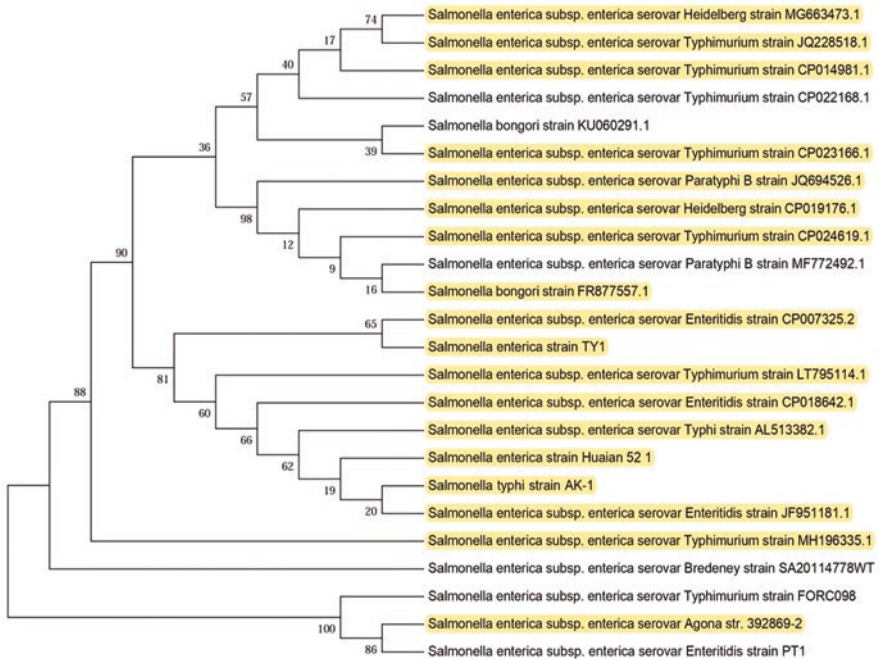 Salmonella enterica subsp. enterica serovar Heidelberg strain MG663473.1
74
Salmonella enterica subsp. enterica serovar Typhimurium strain JQ228518.1
17
Salmonella enterica subsp. enterica serovar Typhimurium strain CP014981.1
40
Salmonella enterica subsp. enterica serovar Typhimurium strain CP022168.1
57
Salmonella bongori strain KU060291.1
39
Salmonella enterica subsp. enterica serovar Typhimurium strain CP023166.1
36
Salmonella enterica subsp. enterica serovar Paratyphi B strain JQ694526.1
98
Salmonella enterica subsp. enterica serovar Heidelberg strain CP019176.1
12
Salmonella enterica subsp. enterica serovar Typhimurium strain CP024619.1
90
9
Salmonella enterica subsp. enterica serovar Paratyphi B strain MF772492.1
16
Salmonella bongori strain FR877557.1
65
Salmonella enterica subsp. enterica serovar Enteritidis strain CP007325.2
Salmonella enterica strain TY1
81
Salmonella enterica subsp. enterica serovar Typhimurium strain LT795114.1
88
60
Salmonella enterica subsp. enterica serovar Enteritidis strain CP018642.1
66
Salmonella enterica subsp. enterica serovar Typhi strain AL513382.1
62
Salmonella enterica strain Huaian 52 1
19
Salmonella typhi strain AK-1
20
Salmonella enterica subsp. enterica serovar Enteritidis strain JF951181.1
Salmonella enterica subsp. enterica serovar Typhimurium strain MH196335.1
Salmonella enterica subsp. enterica serovar Bredeney strain SA20114778WT
Salmonella enterica subsp. enterica serovar Typhimurium strain FORC098
100
Salmonella enterica subsp. enterica serovar Agona str. 392869-2
86
Salmonella enterica subsp. enterica serovar Enteritidis strain PT1